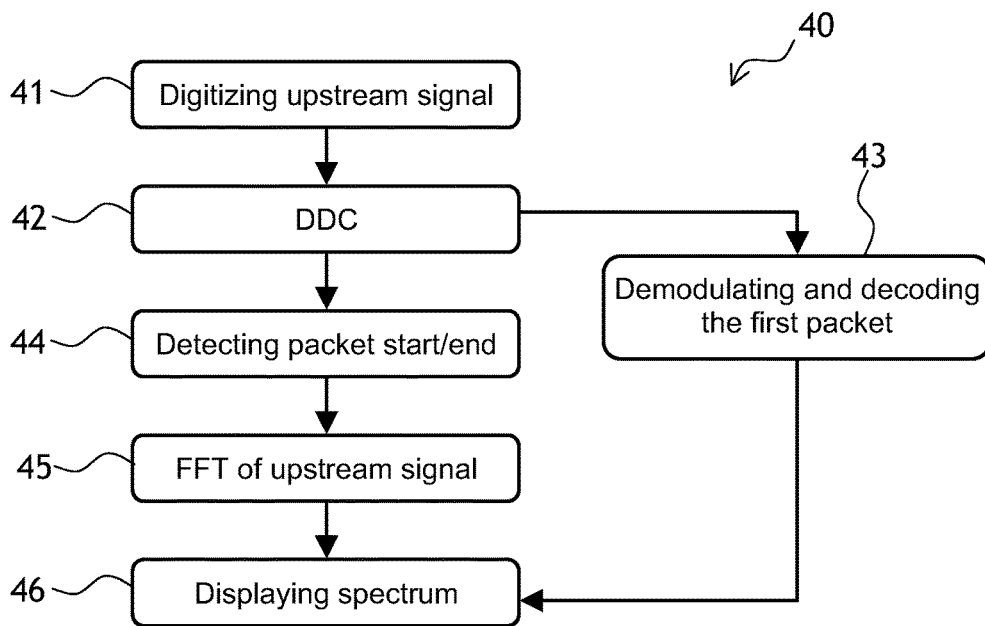 40
41
Digitizing upstream signal
43
42
DDC
Demodulating and decoding
the first packet
44
Detecting packet start/end
45
FFT of upstream signal
46
Displaying spectrum